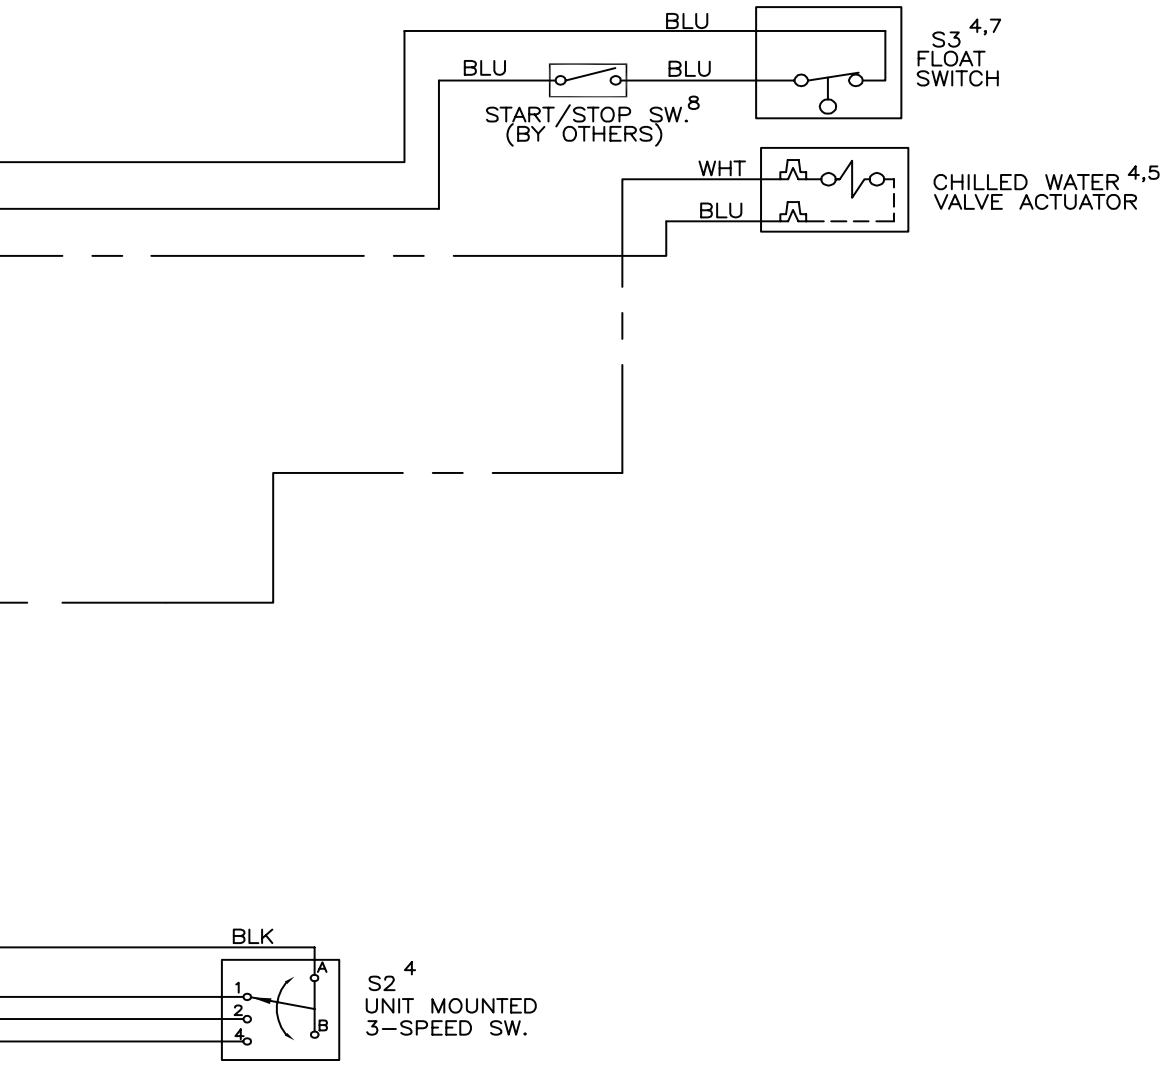 BLU
S3 4,7
FLOAT
SWITCH
BLU
BLU
START/STOP SW.8
(BY OTHERS)
WHT
CHILLED WATER 4,5
VALVE ACTUATOR
BLU
BLK
A
1
2
4
B
S2 4
UNIT MOUNTED
3-SPEED SW.